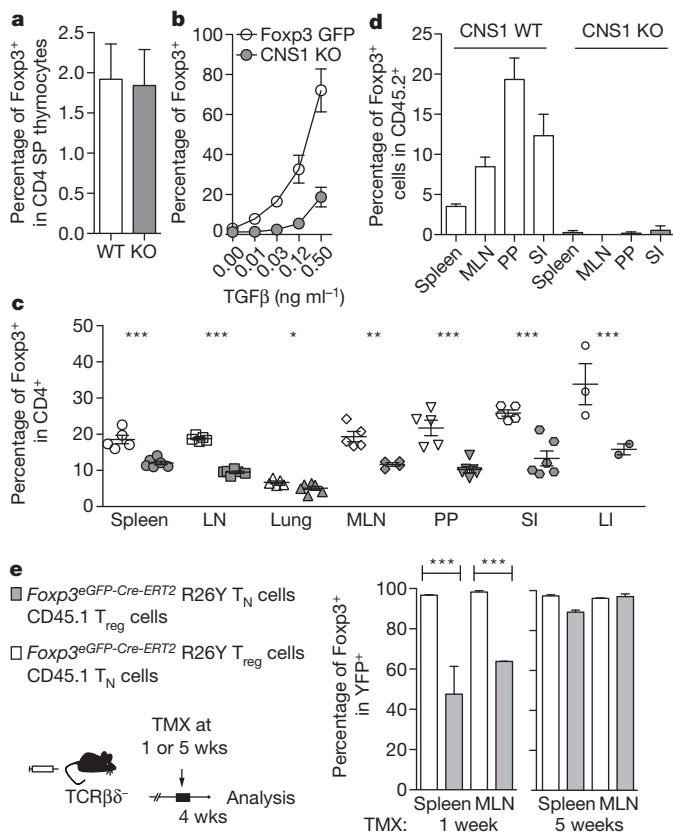 a
Percentage of Foxp3+
in CD4 SP thymocytes
2.5
2.0
1.5
1.0
0.5
0.0
WT KO
b
Percentage of Foxp3+
Foxp3 GFP
CNS1 KO
100
80
60
40
20
0
0.00
0.01
0.03
0.12
0.50
TGFβ (ng ml−1)
d
CNS1 WT CNS1 KO
Percentage of Foxp3+
cells in CD45.2+
25
20
15
10
5
0
Spleen MLN PP SI Spleen MLN PP SI
c
Percentage of Foxp3+
in CD4+
50
40
30
20
10
0
*** *** * ** *** *** ***
Spleen LN Lung MLN PP SI LI
e
Foxp3eGFP-Cre-ERT2 R26Y TN cells
CD45.1 Treg cells
Foxp3eGFP-Cre-ERT2 R26Y Treg cells
CD45.1 TN cells
TMX at
1 or 5 wks
TCRβδ−
Analysis
4 wks
Percentage of Foxp3+
in YFP+
*** ***
100
80
60
40
20
0
Spleen MLN Spleen MLN
TMX: 1 week 5 weeks